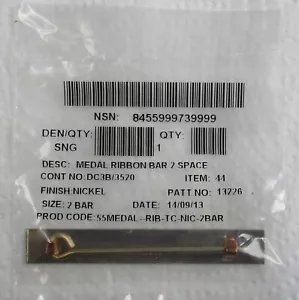 NSN: 8455999739999
DEN/QTY: QTY:
SNG 1
DESC: MEDAL RIBBON BAR 2 SPACE
CONT NO: DC3B/3520 ITEM: 44
FINISH: NICKEL PATT NO: 13226
SIZE: 2 BAR DATE: 14/09/13
PROD CODE: 55MEDAL--RIB-TC-NIC-2BAR